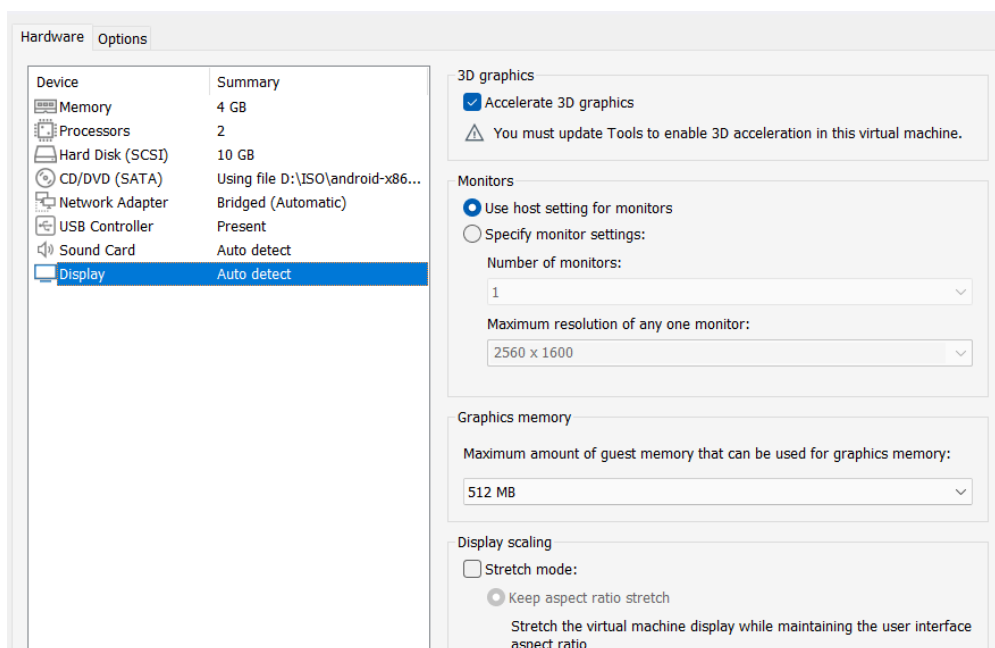 Hardware Options
Device Summary
Memory 4 GB
Processors 2
Hard Disk (SCSI) 10 GB
CD/DVD (SATA) Using file D:\ISO\android-x86...
Network Adapter Bridged (Automatic)
USB Controller Present
Sound Card Auto detect
Display Auto detect
3D graphics
Accelerate 3D graphics
You must update Tools to enable 3D acceleration in this virtual machine.
Monitors
Use host setting for monitors
Specify monitor settings:
Number of monitors:
1
Maximum resolution of any one monitor:
2560 x 1600
Graphics memory
Maximum amount of guest memory that can be used for graphics memory:
512 MB
Display scaling
Stretch mode:
Keep aspect ratio stretch
Stretch the virtual machine display while maintaining the user interface
aspect ratio